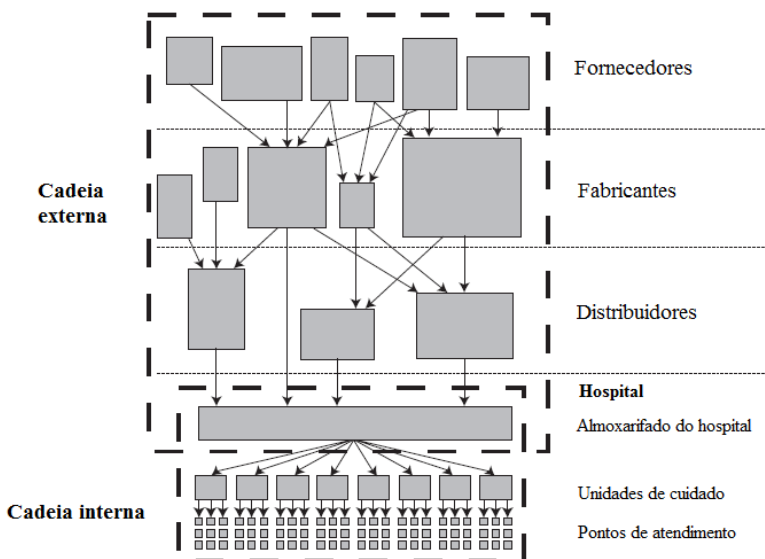 Fornecedores
Cadeia
externa
Fabricantes
Distribuidores
Hospital
Almoxarifado do hospital
Unidades de cuidado
Cadeia interna
Pontos de atendimento